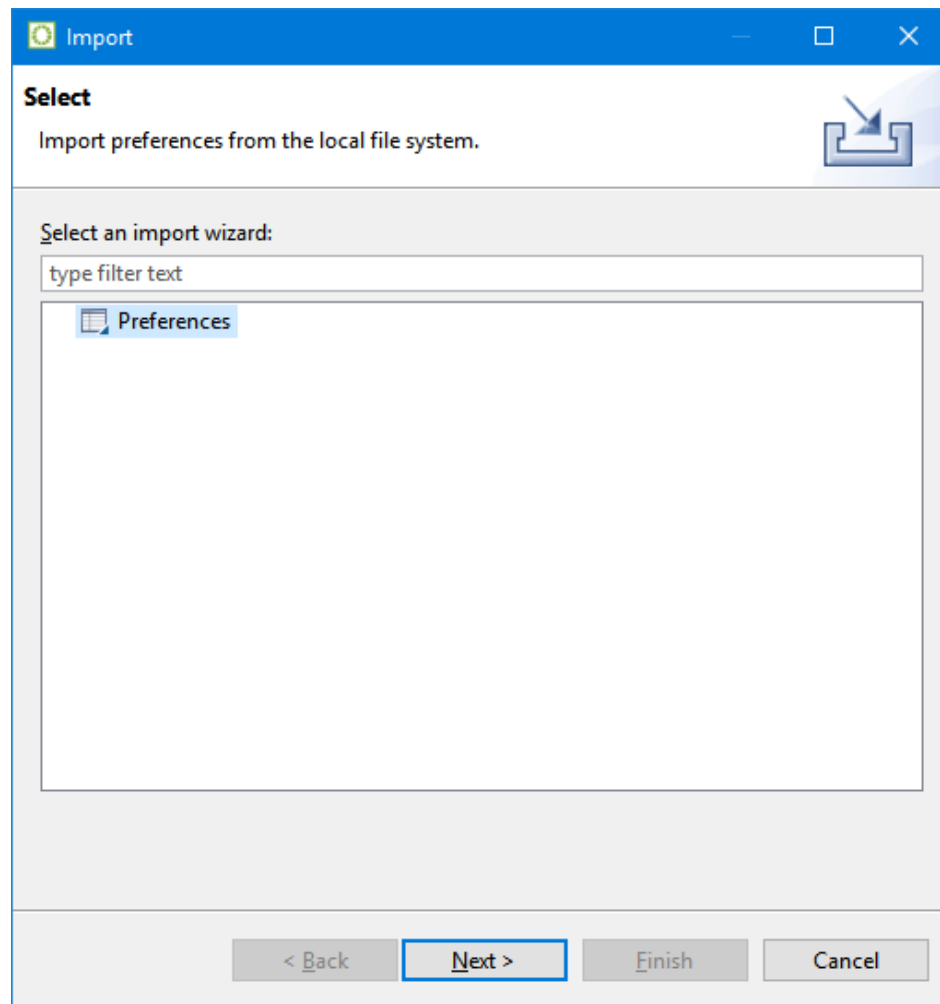 Import
Select
Import preferences from the local file system.
Select an import wizard:
type filter text
Preferences
< Back Next > Finish Cancel